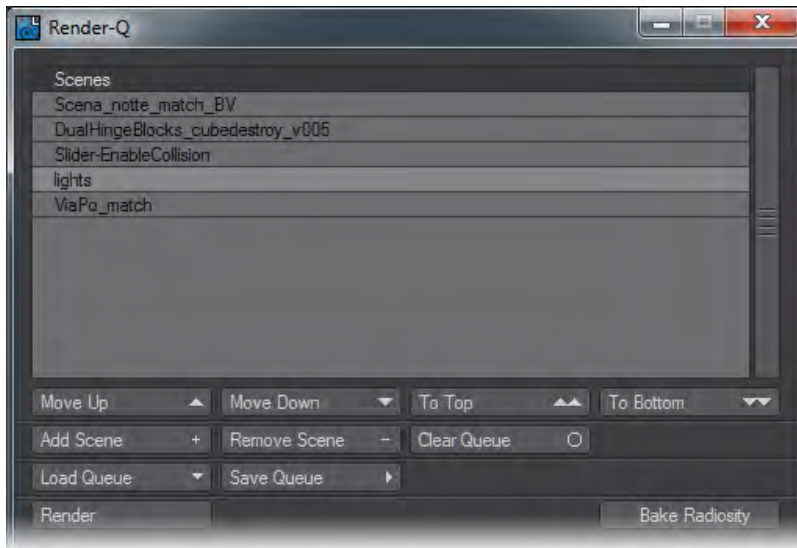 Render-Q
Scenes
Scena_notte_match_BV
DualHingeBlocks_cubedestroy_v005
Slider-EnableCollision
lights
ViaPo_match
Move Up Move Down To Top To Bottom
Add Scene + Remove Scene - Clear Queue
Load Queue Save Queue
Render Bake Radiosity